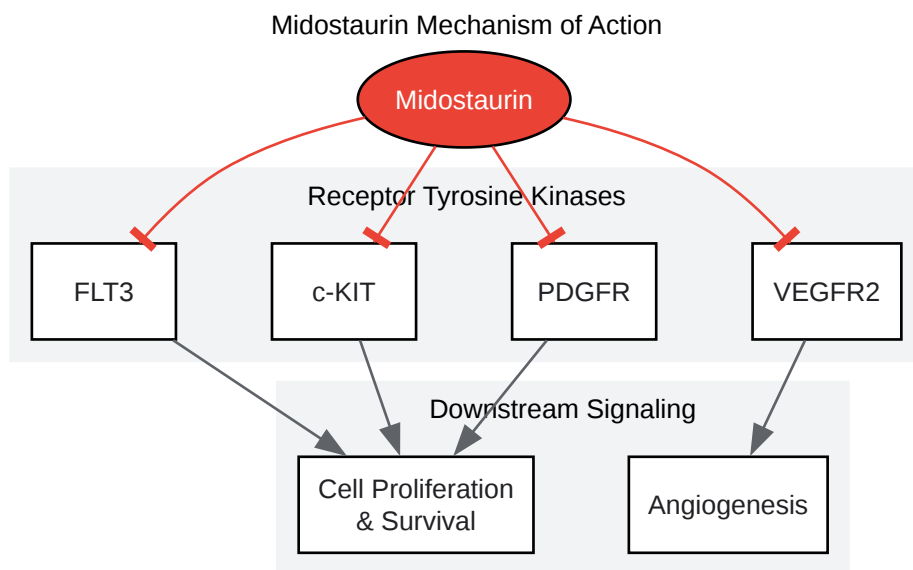 Midostaurin Mechanism of Action
Midostaurin
Receptor Tyrosine Kinases
FLT3
c-KIT
PDGFR
VEGFR2
Downstream Signaling
Cell Proliferation
& Survival
Angiogenesis